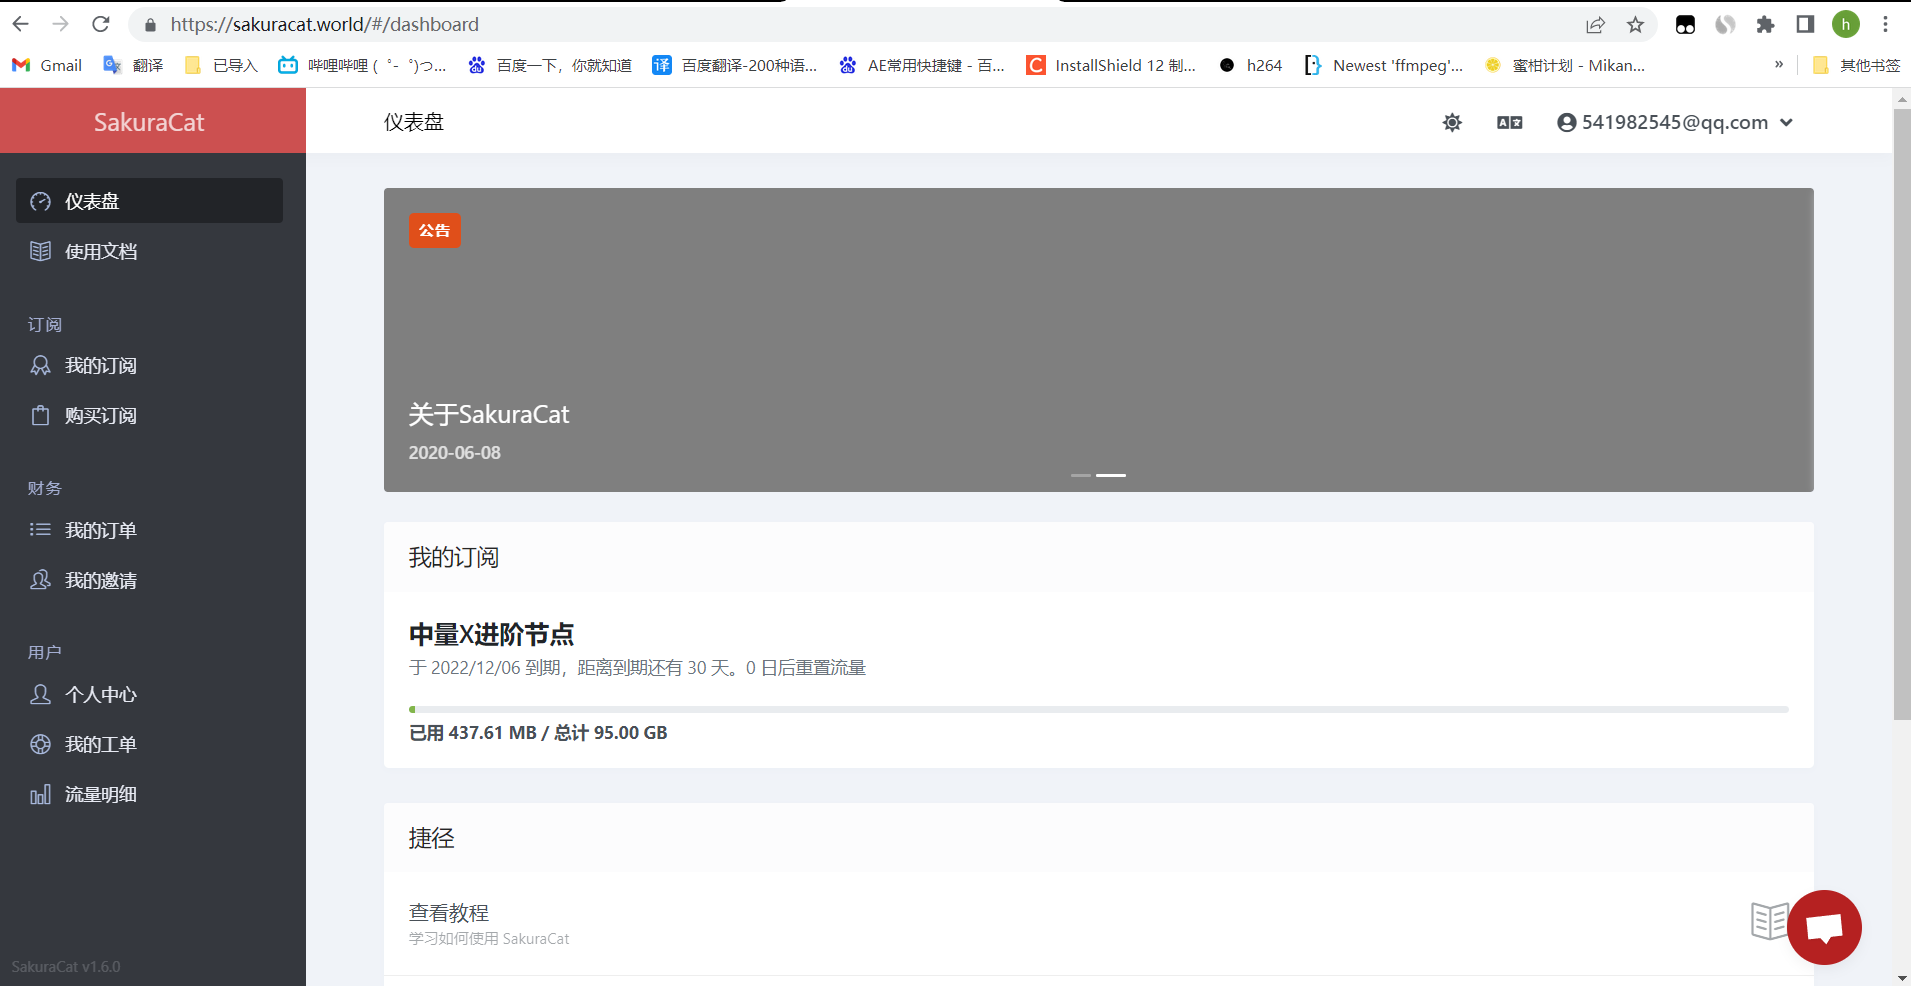 https://sakuracat.world/#/dashboard
h
Gmail
翻译
已导入
哔哩哔哩 (゜-゜)つ...
百度一下，你就知道
译
百度翻译-200种语...
AE常用快捷键 - 百...
InstallShield 12 制...
h264
Newest 'ffmpeg'...
蜜柑计划 - Mikan...
»
其他书签
SakuraCat
仪表盘
541982545@qq.com
仪表盘
使用文档
订阅
我的订阅
购买订阅
财务
我的订单
我的邀请
用户
个人中心
我的工单
流量明细
SakuraCat v1.6.0
公告
关于SakuraCat
2020-06-08
我的订阅
中量X进阶节点
于 2022/12/06 到期，距离到期还有 30 天。0 日后重置流量
已用 437.61 MB / 总计 95.00 GB
捷径
查看教程
学习如何使用 SakuraCat